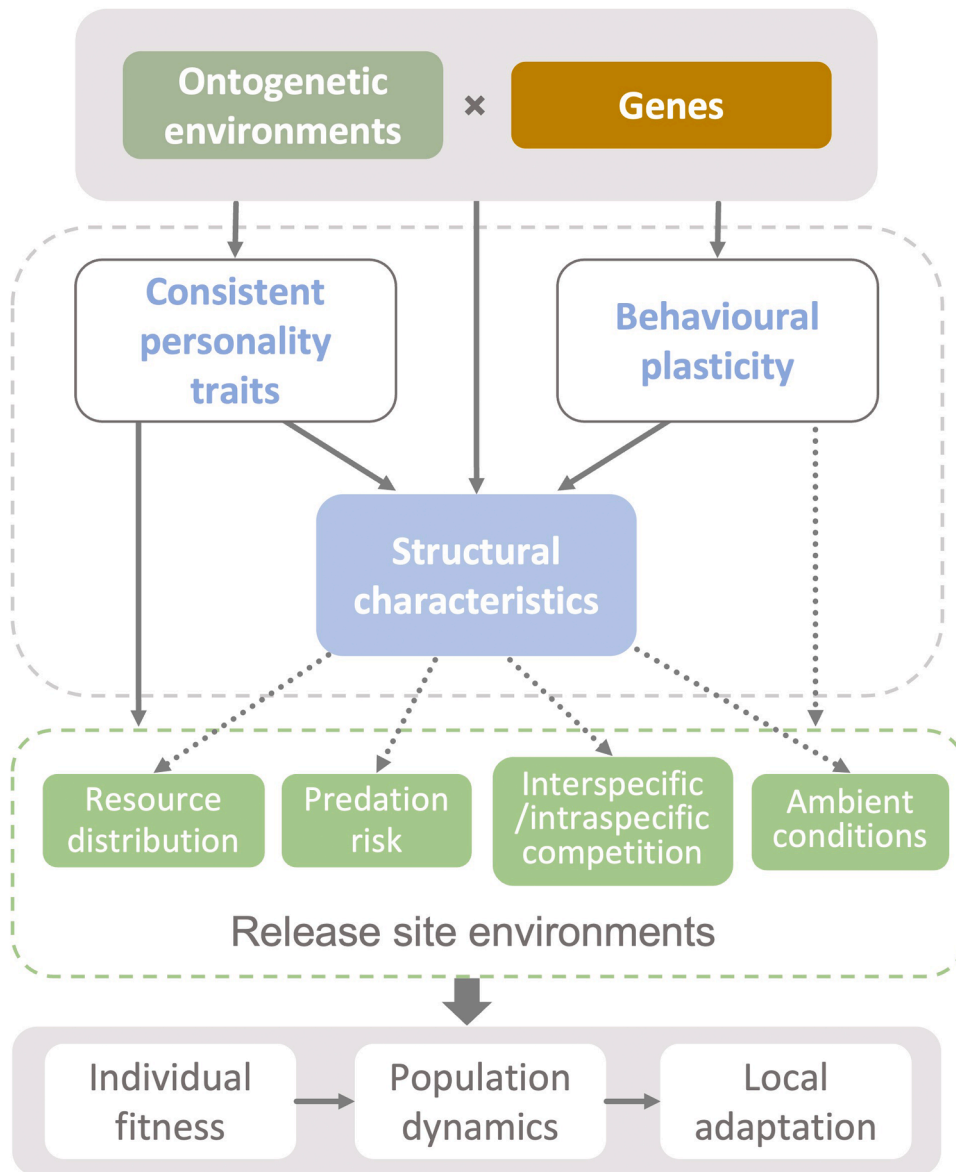 Ontogenetic
environments
×
Genes
Consistent
personality
traits
Behavioural
plasticity
Structural
characteristics
Resource
distribution
Predation
risk
Interspecific
/intraspecific
competition
Ambient
conditions
Release site environments
Individual
fitness
Population
dynamics
Local
adaptation